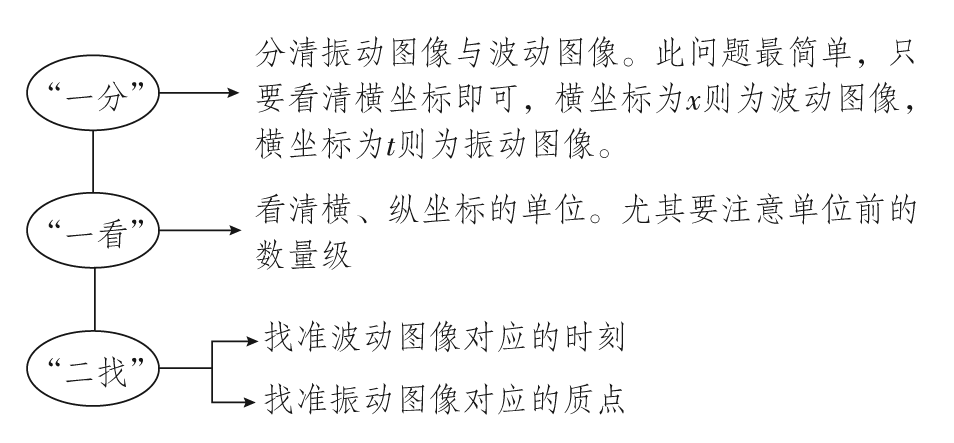 “一分”
分清振动图像与波动图像。此问题最简单，只
要看清横坐标即可，横坐标为x则为波动图像，
横坐标为t则为振动图像。
“一看”
看清横、纵坐标的单位。尤其要注意单位前的
数量级
“二找”
找准波动图像对应的时刻
找准振动图像对应的质点